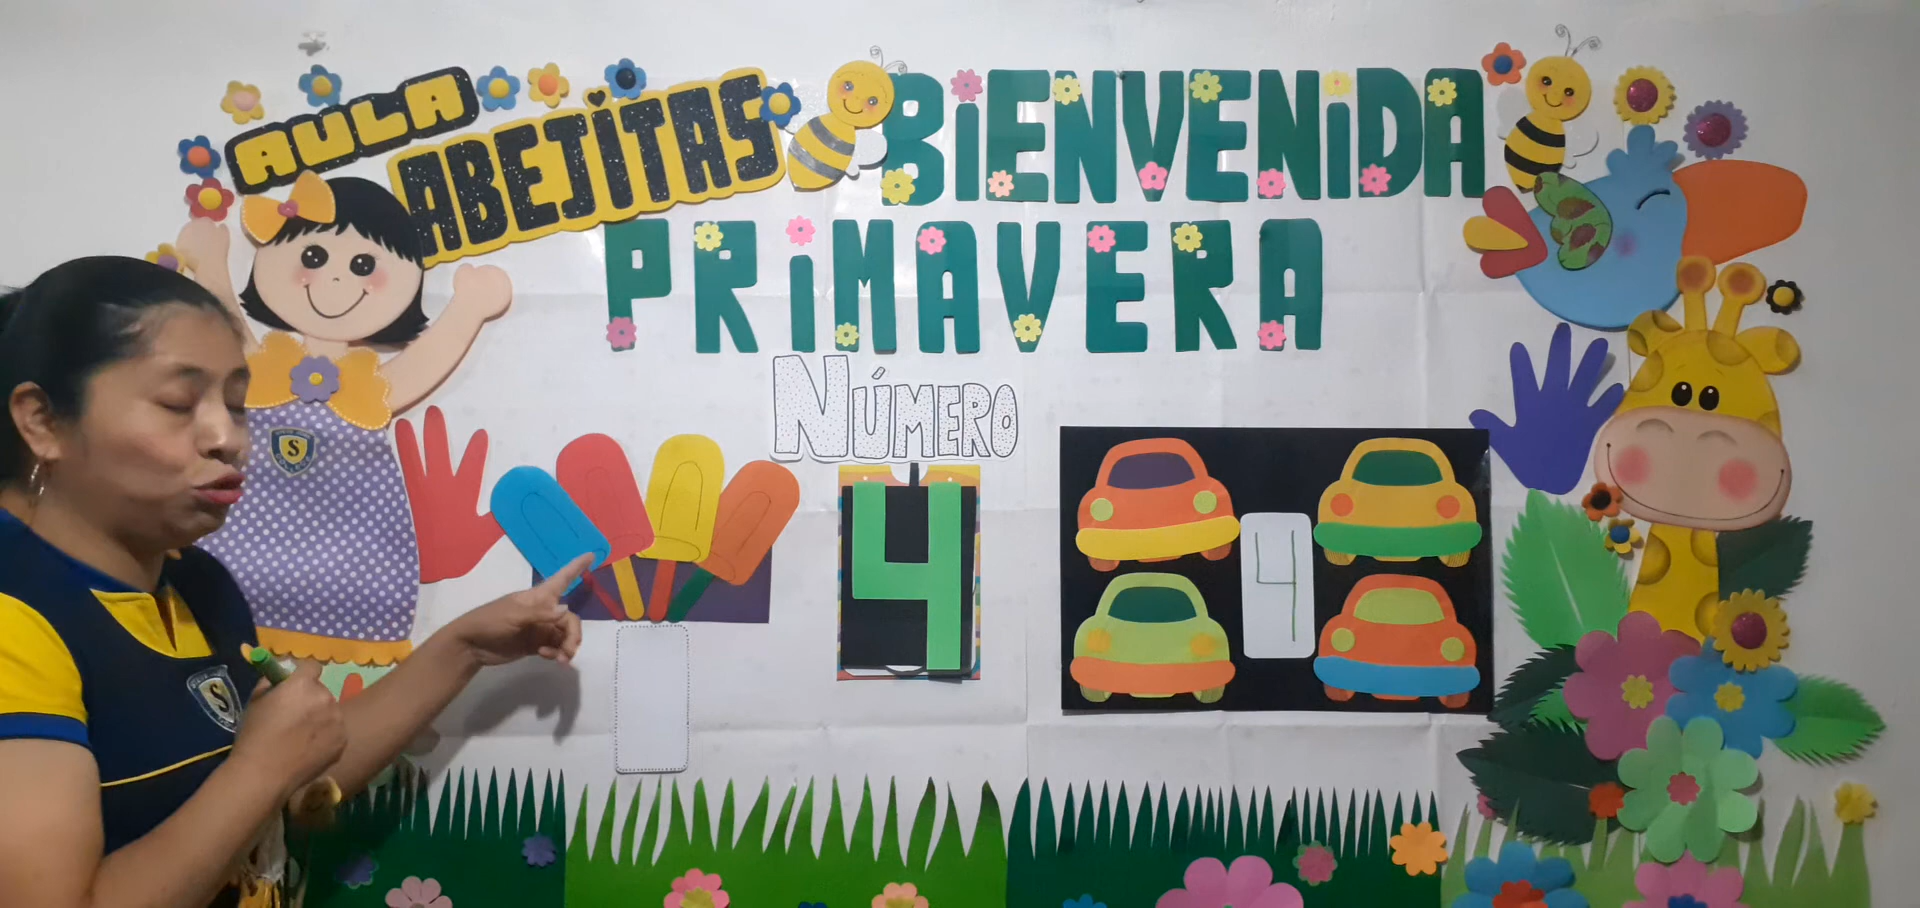 AULA
ABEJiTAS
BiENVENiDA
PRiMAVERA
NÚMERO
4
4
S
S